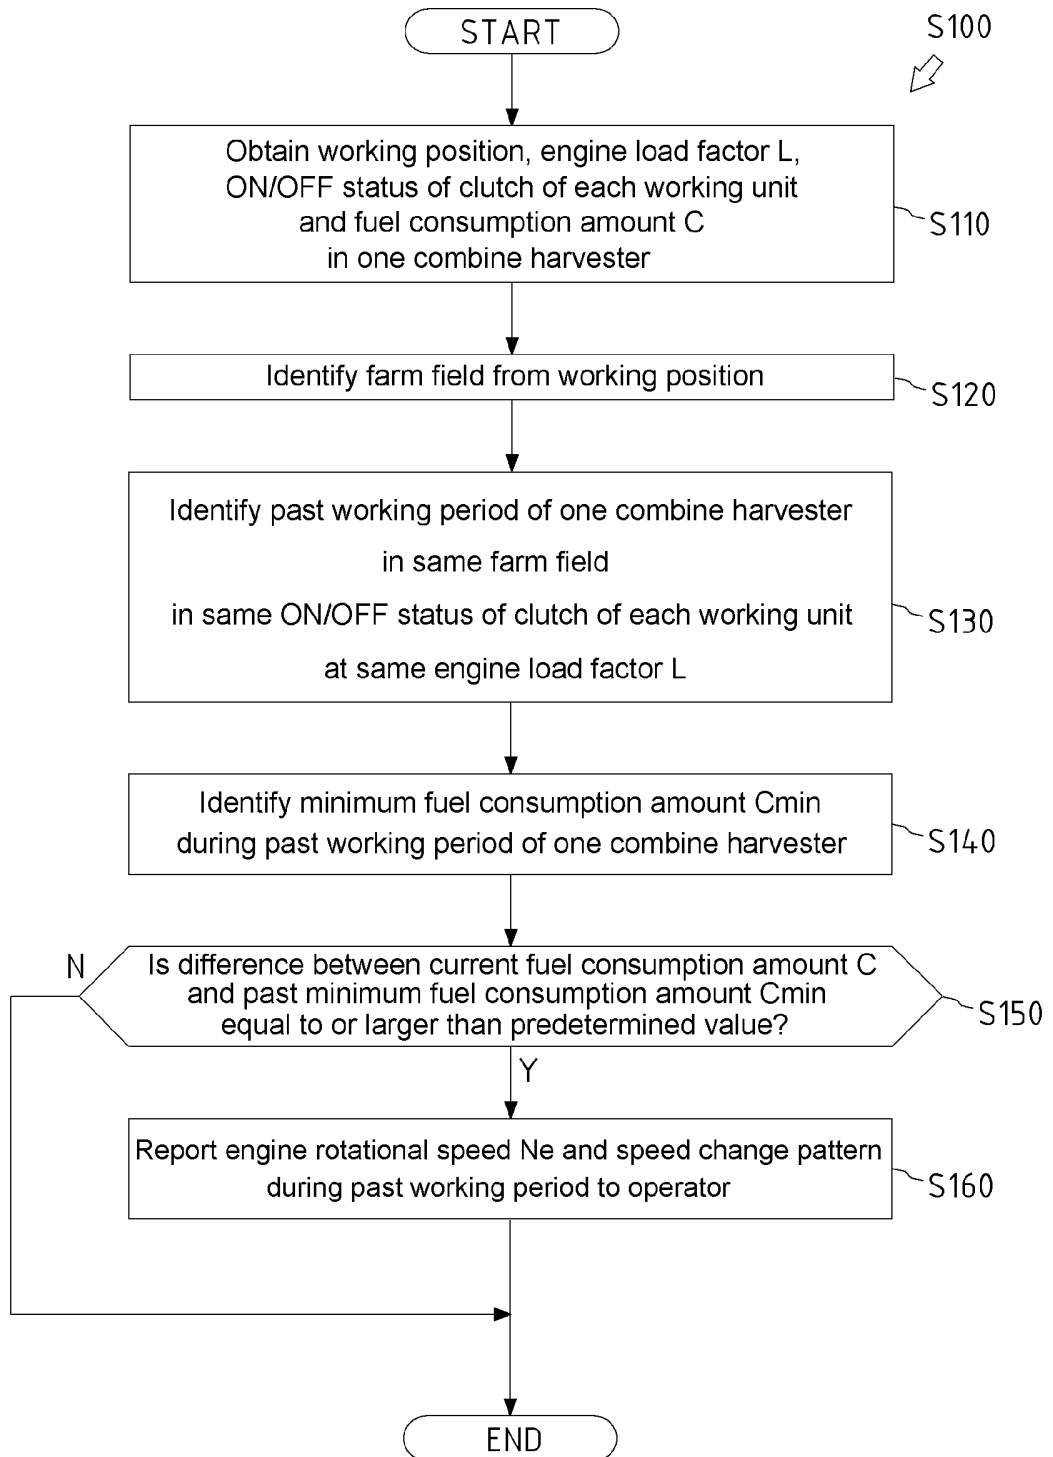 START
S100
Obtain working position, engine load factor L,
ON/OFF status of clutch of each working unit
and fuel consumption amount C
in one combine harvester
S110
Identify farm field from working position
S120
Identify past working period of one combine harvester
in same farm field
in same ON/OFF status of clutch of each working unit
at same engine load factor L
S130
Identify minimum fuel consumption amount Cmin
during past working period of one combine harvester
S140
N
Is difference between current fuel consumption amount C
and past minimum fuel consumption amount Cmin
equal to or larger than predetermined value?
S150
Y
Report engine rotational speed Ne and speed change pattern
during past working period to operator
S160
END